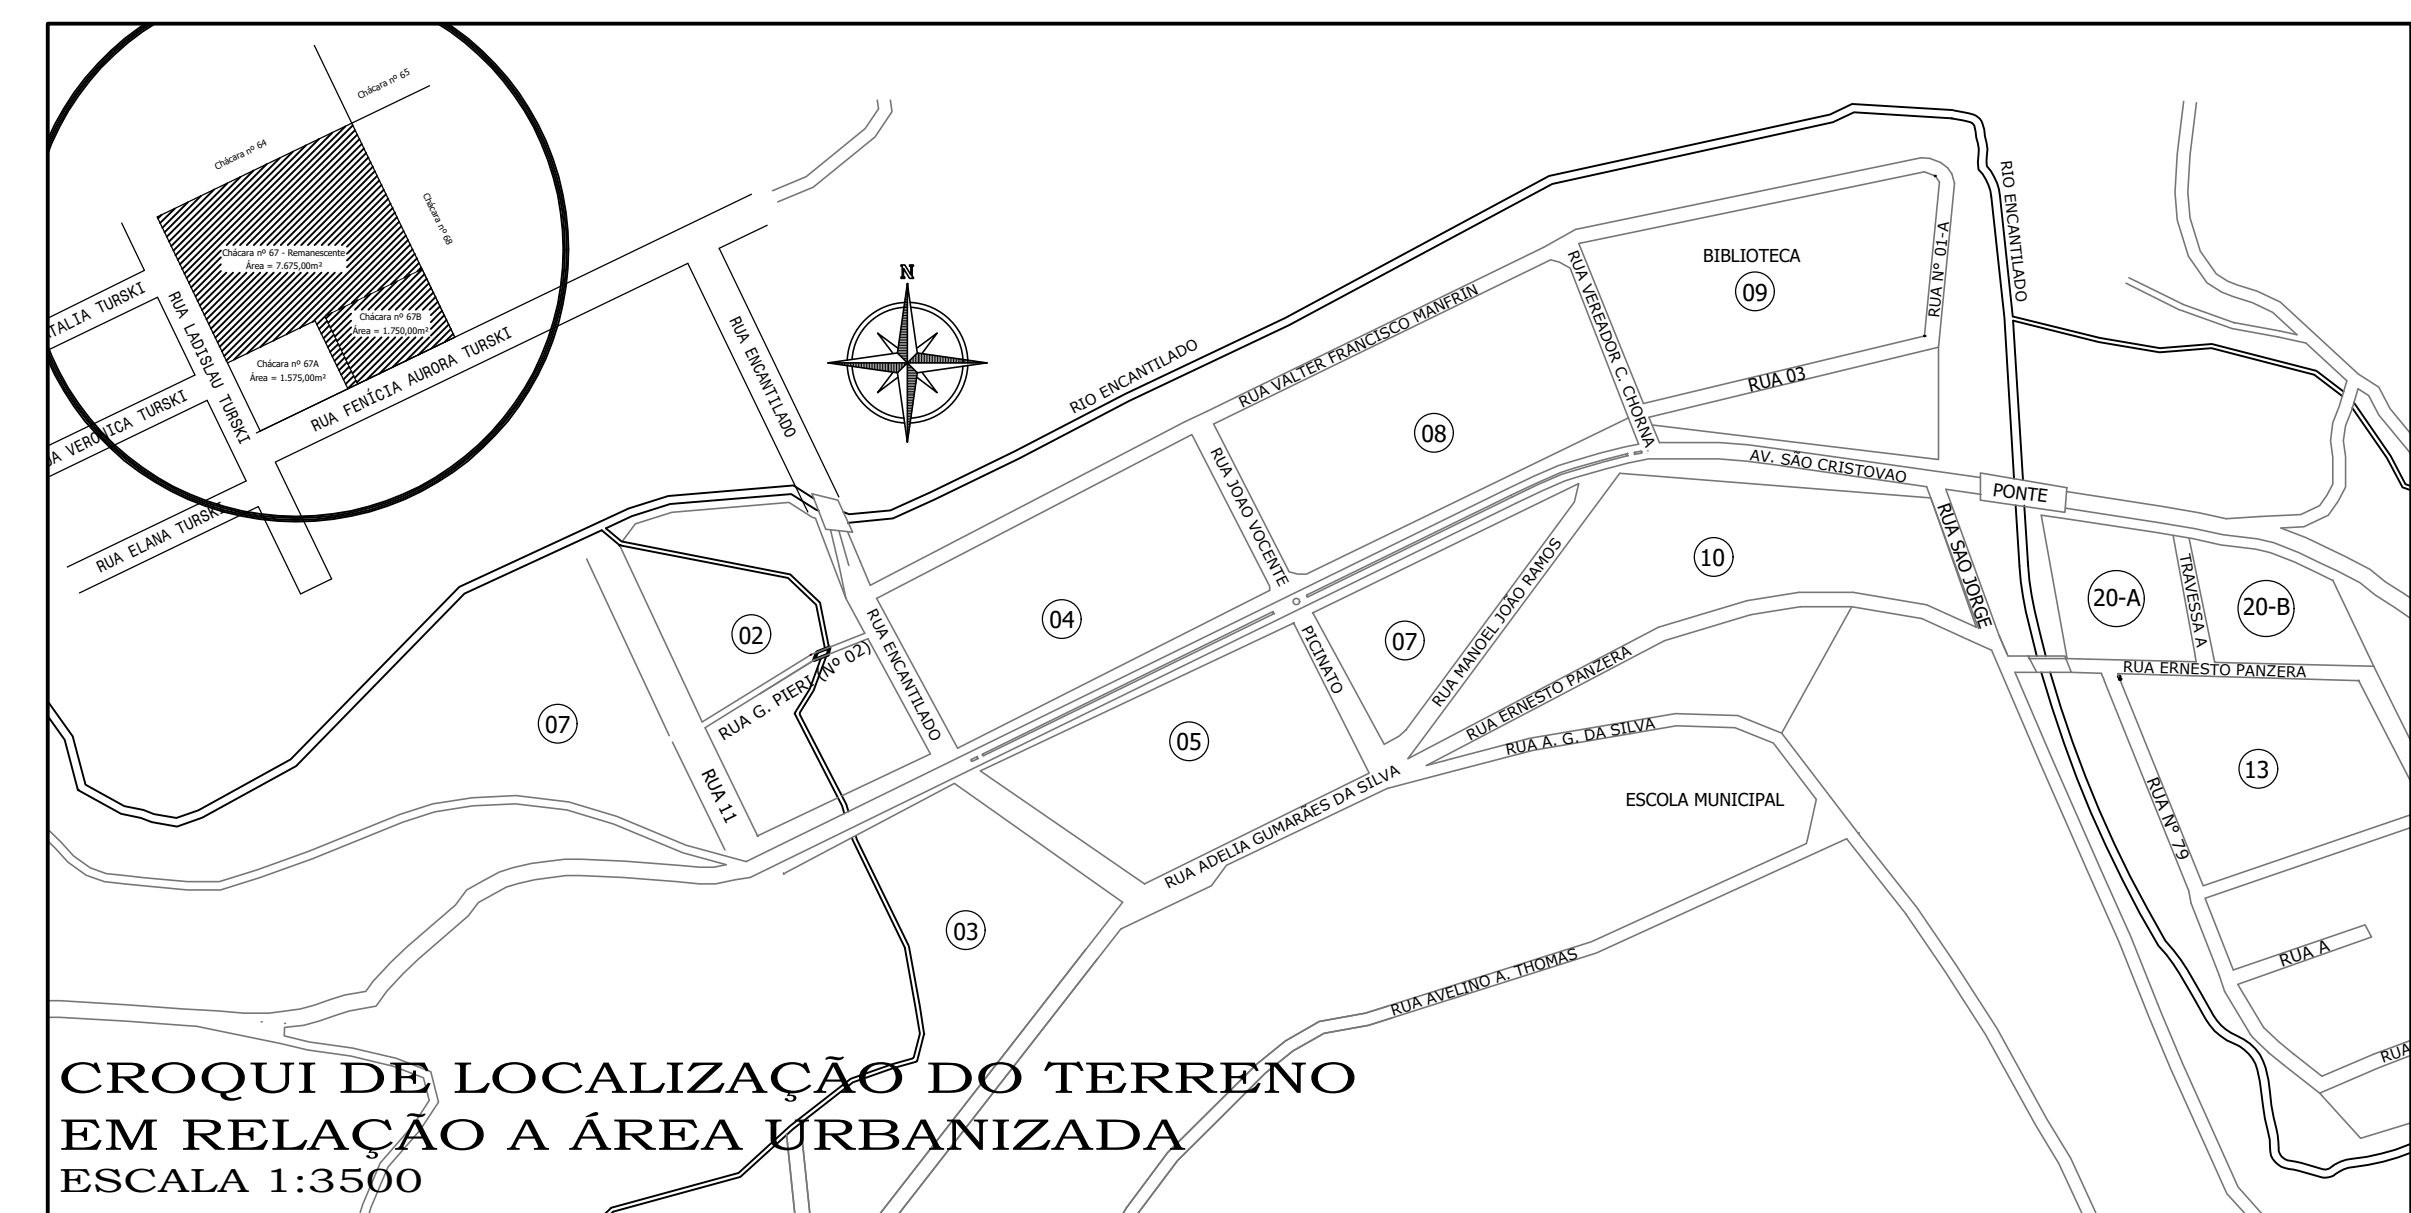 Chácara nº 65
Chácara nº 64
Chácara nº 68
Chácara nº 67 - Remanescente
Área = 7.675,00m²
Chácara nº 67B
Área = 1.750,00m²
Chácara nº 67A
Área = 1.575,00m²
TALIA TURSKI
RUA LADISLAU TURSKI
RUA FENÍCIA AURORA TURSKI
UA VERONICA TURSKI
RUA ELANA TURSKI
RUA ENCANTILADO
N
RIO ENCANTILADO
RUA VALTER FRANCISCO MANFRIN
RUA VEREADOR C. CHORNA
BIBLIOTECA
09
RUA Nº 01-A
RIO ENCANTILADO
RUA 03
08
AV. SÃO CRISTOVAO
PONTE
RUA JOAO VOCENTE
PICINATO
RUA SAO JORGE
10
RUA MANOEL JOÃO RAMOS
20-A
TRAVESSA A
20-B
02
04
07
RUA ENCANTILADO
RUA G. PIERI (Nº 02)
RUA ERNESTO PANZERA
RUA ERNESTO PANZERA
07
05
RUA A. G. DA SILVA
13
RUA 11
RUA ADELIA GUMARÃES DA SILVA
ESCOLA MUNICIPAL
RUA Nº 79
03
RUA A
RUA AVELINO A. THOMAS
RUA
CROQUI DE LOCALIZAÇÃO DO TERRENO
EM RELAÇÃO A ÁREA URBANIZADA
ESCALA 1:3500